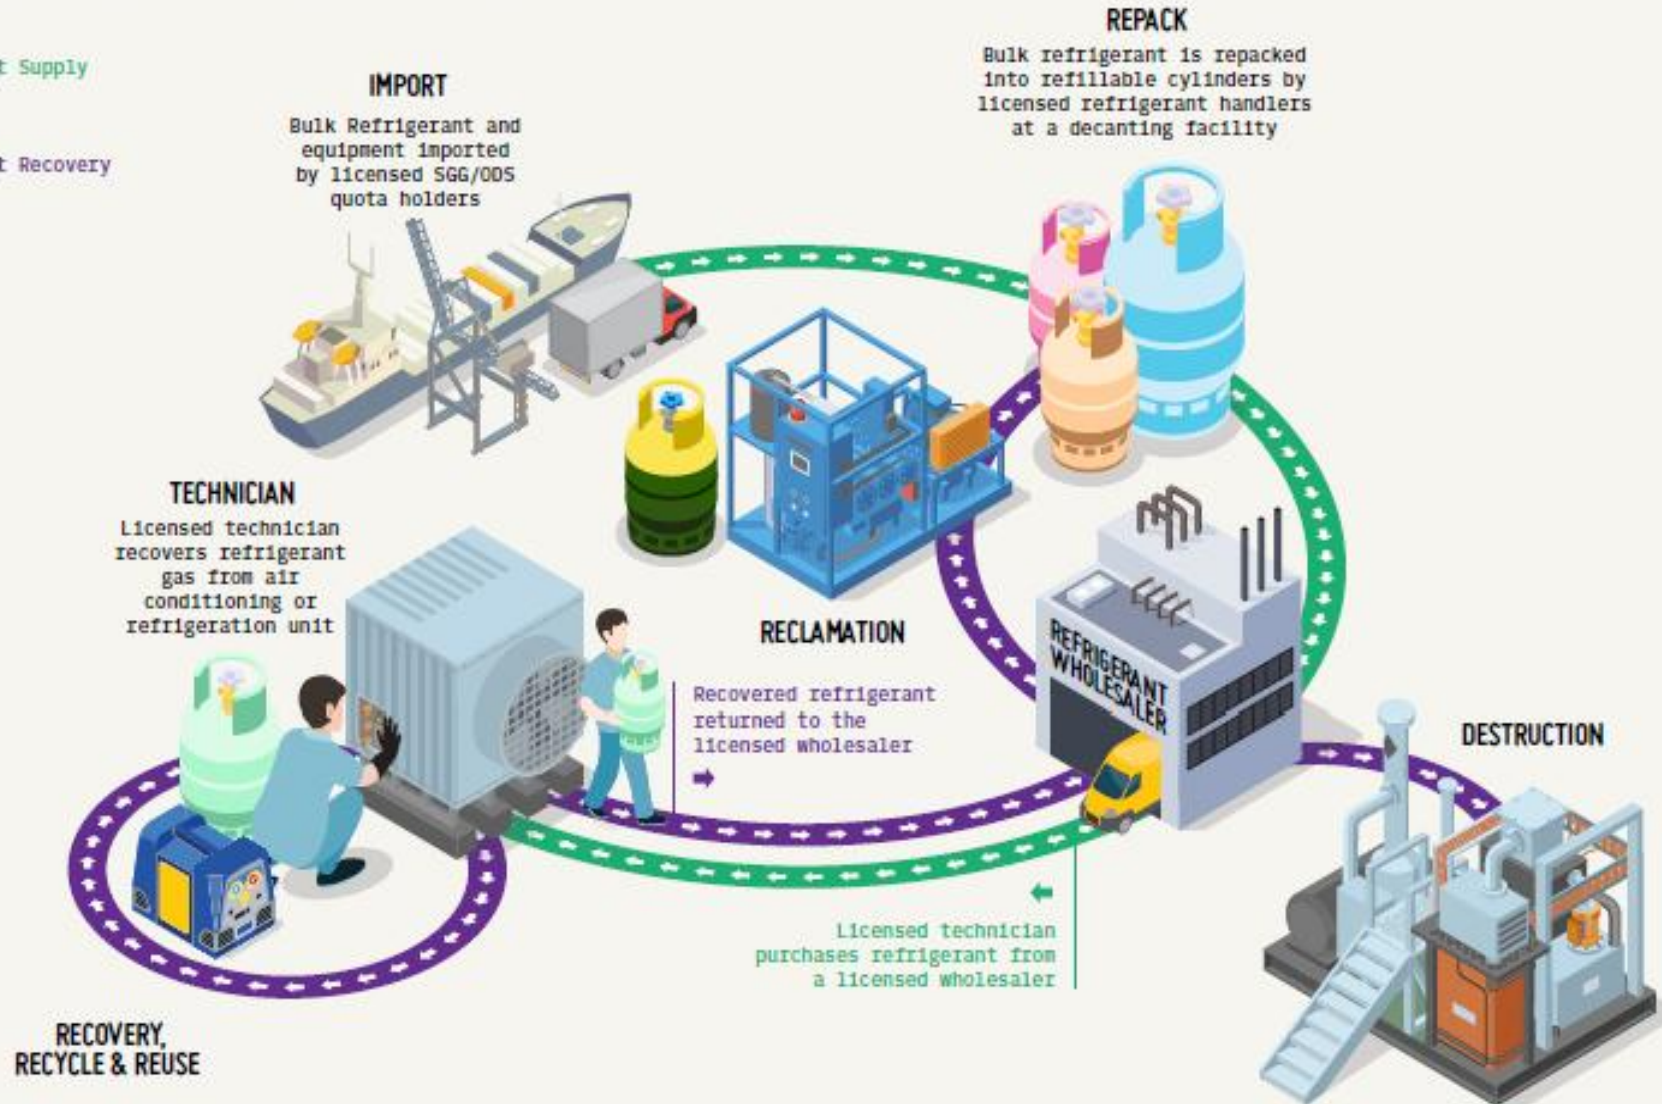 t Supply
t Recovery
IMPORT
Bulk Refrigerant and
equipment imported
by licensed SGG/ODS
quota holders
REPACK
Bulk refrigerant is repacked
into refillable cylinders by
licensed refrigerant handlers
at a decanting facility
TECHNICIAN
Licensed technician
recovers refrigerant
gas from air
conditioning or
refrigeration unit
RECLAMATION
Recovered refrigerant
returned to the
licensed wholesaler
REFRIGERANT
WHOLESALER
DESTRUCTION
Licensed technician
purchases refrigerant from
a licensed wholesaler
RECOVERY,
RECYCLE & REUSE